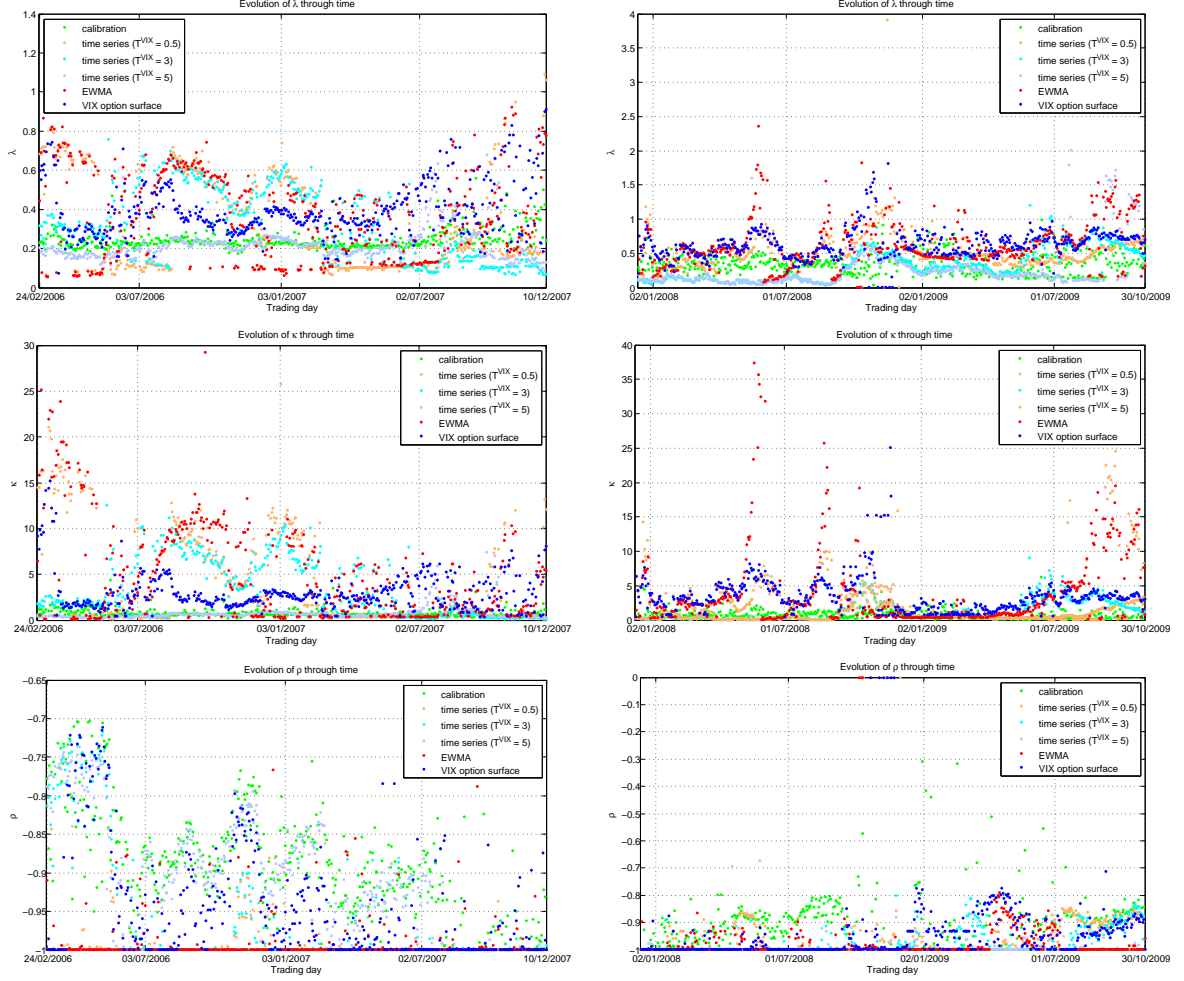 Evolution of λ through time
1.4
1.2
1
0.8
0.6
0.4
0.2
0
λ
calibration
time series (T^VIX = 0.5)
time series (T^VIX = 3)
time series (T^VIX = 5)
EWMA
VIX option surface
24/02/2006 03/07/2006 03/01/2007 02/07/2007 10/12/2007
Trading day
Evolution of λ through time
4
3.5
3
2.5
2
1.5
1
0.5
0
λ
calibration
time series (T^VIX = 0.5)
time series (T^VIX = 3)
time series (T^VIX = 5)
EWMA
VIX option surface
02/01/2008 01/07/2008 02/01/2009 01/07/2009 30/10/2009
Trading day
Evolution of κ through time
30
25
20
15
10
5
0
κ
calibration
time series (T^VIX = 0.5)
time series (T^VIX = 3)
time series (T^VIX = 5)
EWMA
VIX option surface
24/02/2006 03/07/2006 03/01/2007 02/07/2007 10/12/2007
Trading day
Evolution of κ through time
40
35
30
25
20
15
10
5
0
κ
calibration
time series (T^VIX = 0.5)
time series (T^VIX = 3)
time series (T^VIX = 5)
EWMA
VIX option surface
02/01/2008 01/07/2008 02/01/2009 01/07/2009 30/10/2009
Trading day
Evolution of ρ through time
−0.65
−0.7
−0.75
−0.8
−0.85
−0.9
−0.95
−1
ρ
calibration
time series (T^VIX = 0.5)
time series (T^VIX = 3)
time series (T^VIX = 5)
EWMA
VIX option surface
24/02/2006 03/07/2006 03/01/2007 02/07/2007 10/12/2007
Trading day
Evolution of ρ through time
0
−0.1
−0.2
−0.3
−0.4
−0.5
−0.6
−0.7
−0.8
−0.9
−1
ρ
calibration
time series (T^VIX = 0.5)
time series (T^VIX = 3)
time series (T^VIX = 5)
EWMA
VIX option surface
02/01/2008 01/07/2008 02/01/2009 01/07/2009 30/10/2009
Trading day